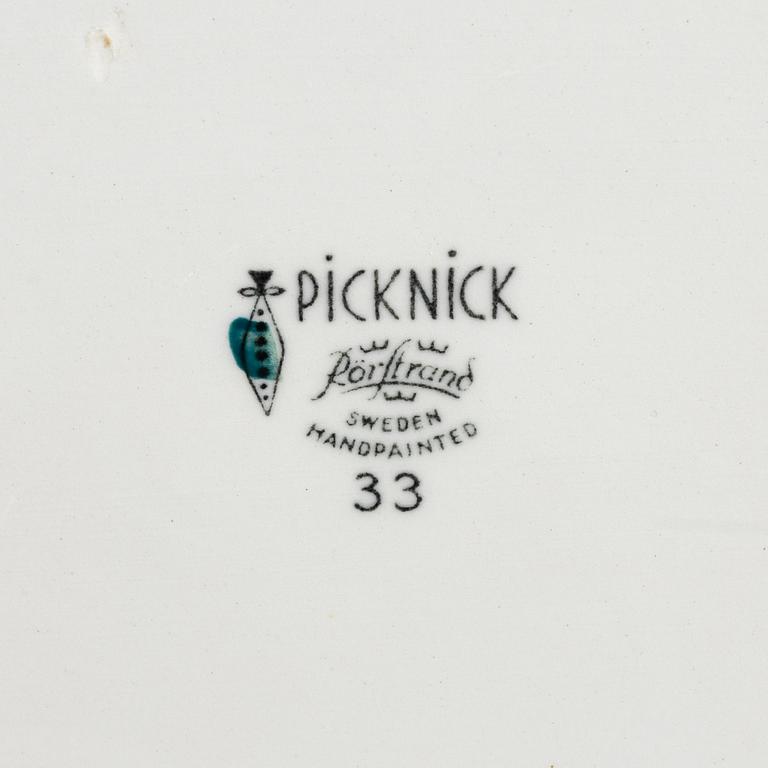 PiCKNiCK
Rörstrand
SWEDEN
HANDPAINTED
33